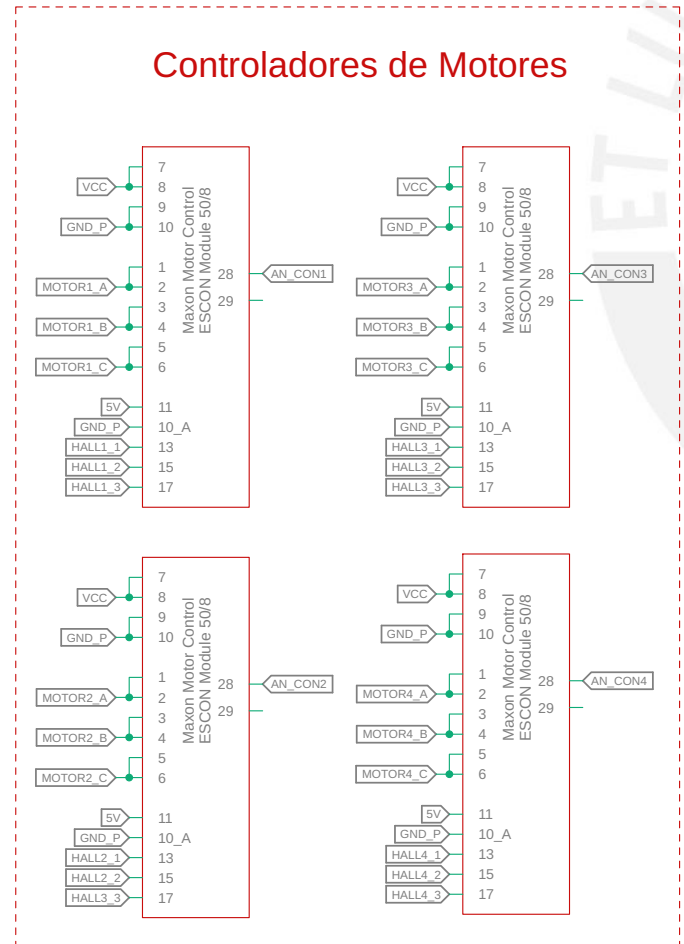 Controladores de Motores
7
VCC 8
9
GND_P 10
1
MOTOR1_A 2
3
MOTOR1_B 4
5
MOTOR1_C 6
5V 11
GND_P 10_A
HALL1_1 13
HALL1_2 15
HALL1_3 17
Maxon Motor Control
ESCON Module 50/8
28 AN_CON1
29
7
VCC 8
9
GND_P 10
1
MOTOR3_A 2
3
MOTOR3_B 4
5
MOTOR3_C 6
5V 11
GND_P 10_A
HALL3_1 13
HALL3_2 15
HALL3_3 17
Maxon Motor Control
ESCON Module 50/8
28 AN_CON3
29
7
VCC 8
9
GND_P 10
1
MOTOR2_A 2
3
MOTOR2_B 4
5
MOTOR2_C 6
5V 11
GND_P 10_A
HALL2_1 13
HALL2_2 15
HALL3_3 17
Maxon Motor Control
ESCON Module 50/8
28 AN_CON2
29
7
VCC 8
9
GND_P 10
1
MOTOR4_A 2
3
MOTOR4_B 4
5
MOTOR4_C 6
5V 11
GND_P 10_A
HALL4_1 13
HALL4_2 15
HALL4_3 17
Maxon Motor Control
ESCON Module 50/8
28 AN_CON4
29
ET LU